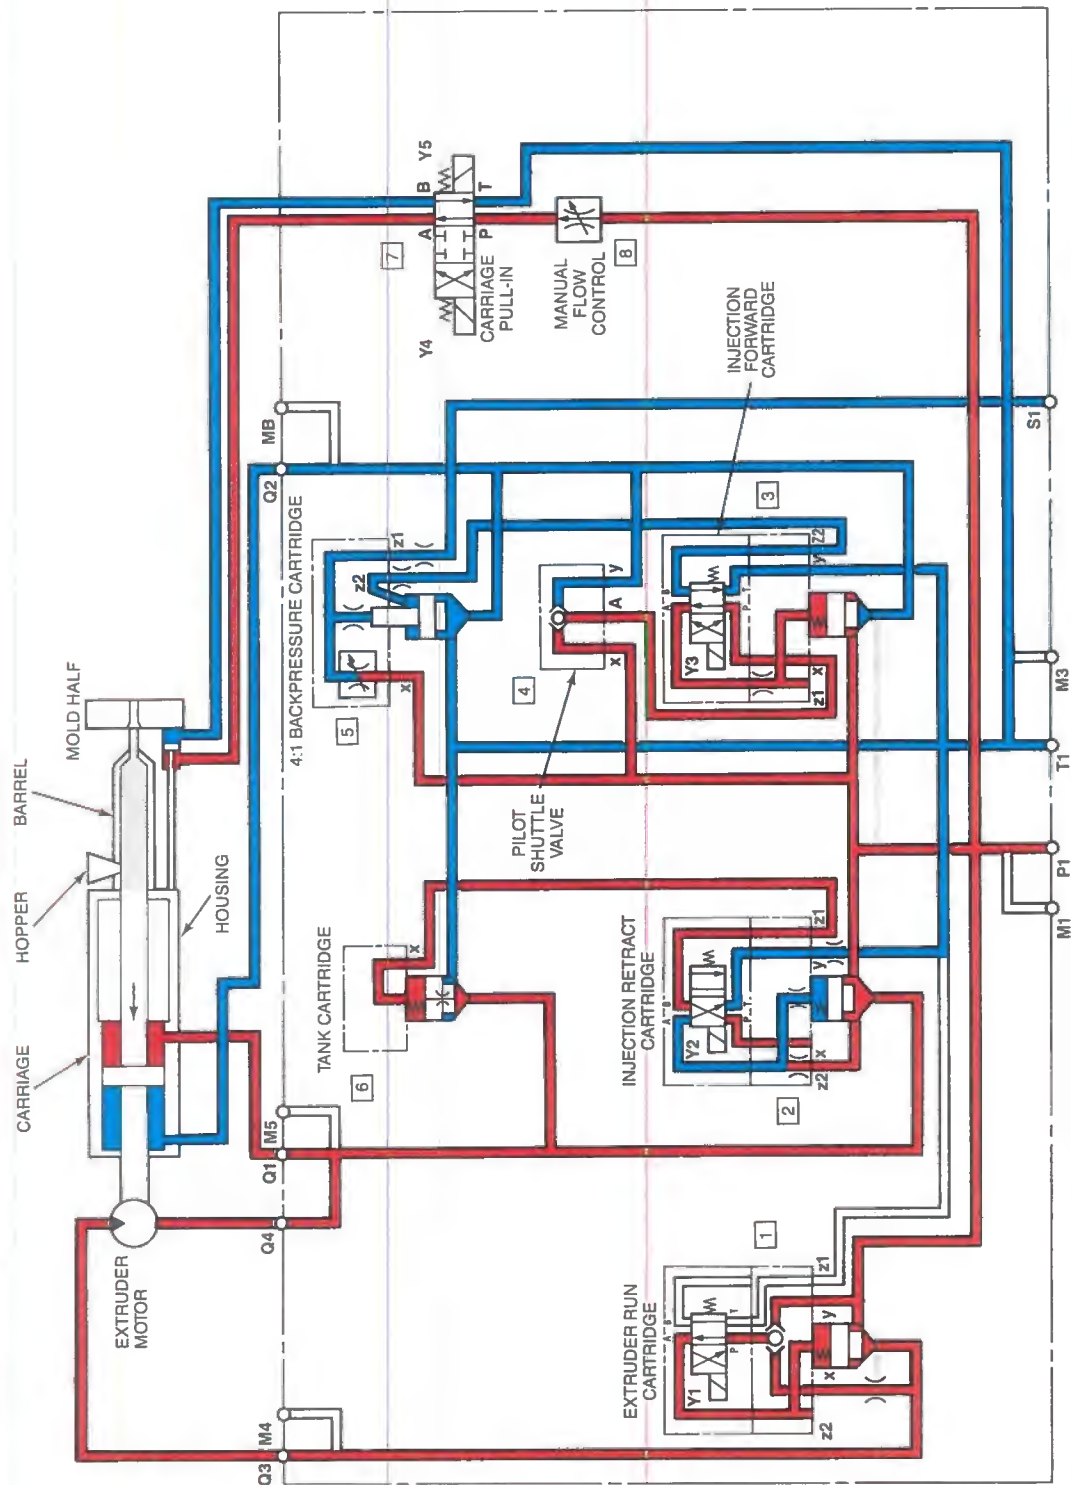 CARRIAGE
HOPPER
BARREL
MOLD HALF
HOUSING
EXTRUDER
MOTOR
Q3
M4
Q4
Q1
M5
Q2
MB
4:1 BACKPRESSURE CARTRIDGE
TANK CARTRIDGE
6
x
5
x
z2
z1
7
A
B
P
T
Y4
Y5
CARRIAGE
PULL-IN
MANUAL
FLOW
CONTROL
8
PILOT
SHUTTLE
VALVE
4
x
A
y
INJECTION
FORWARD
CARTRIDGE
3
Y3
A
B
P
T
z1
x
y
Z2
INJECTION RETRACT
CARTRIDGE
2
Y2
A
B
P
T
z2
x
y
z1
EXTRUDER RUN
CARTRIDGE
1
Y1
A
B
P
T
z2
x
y
z1
M1
P1
T1
M3
S1